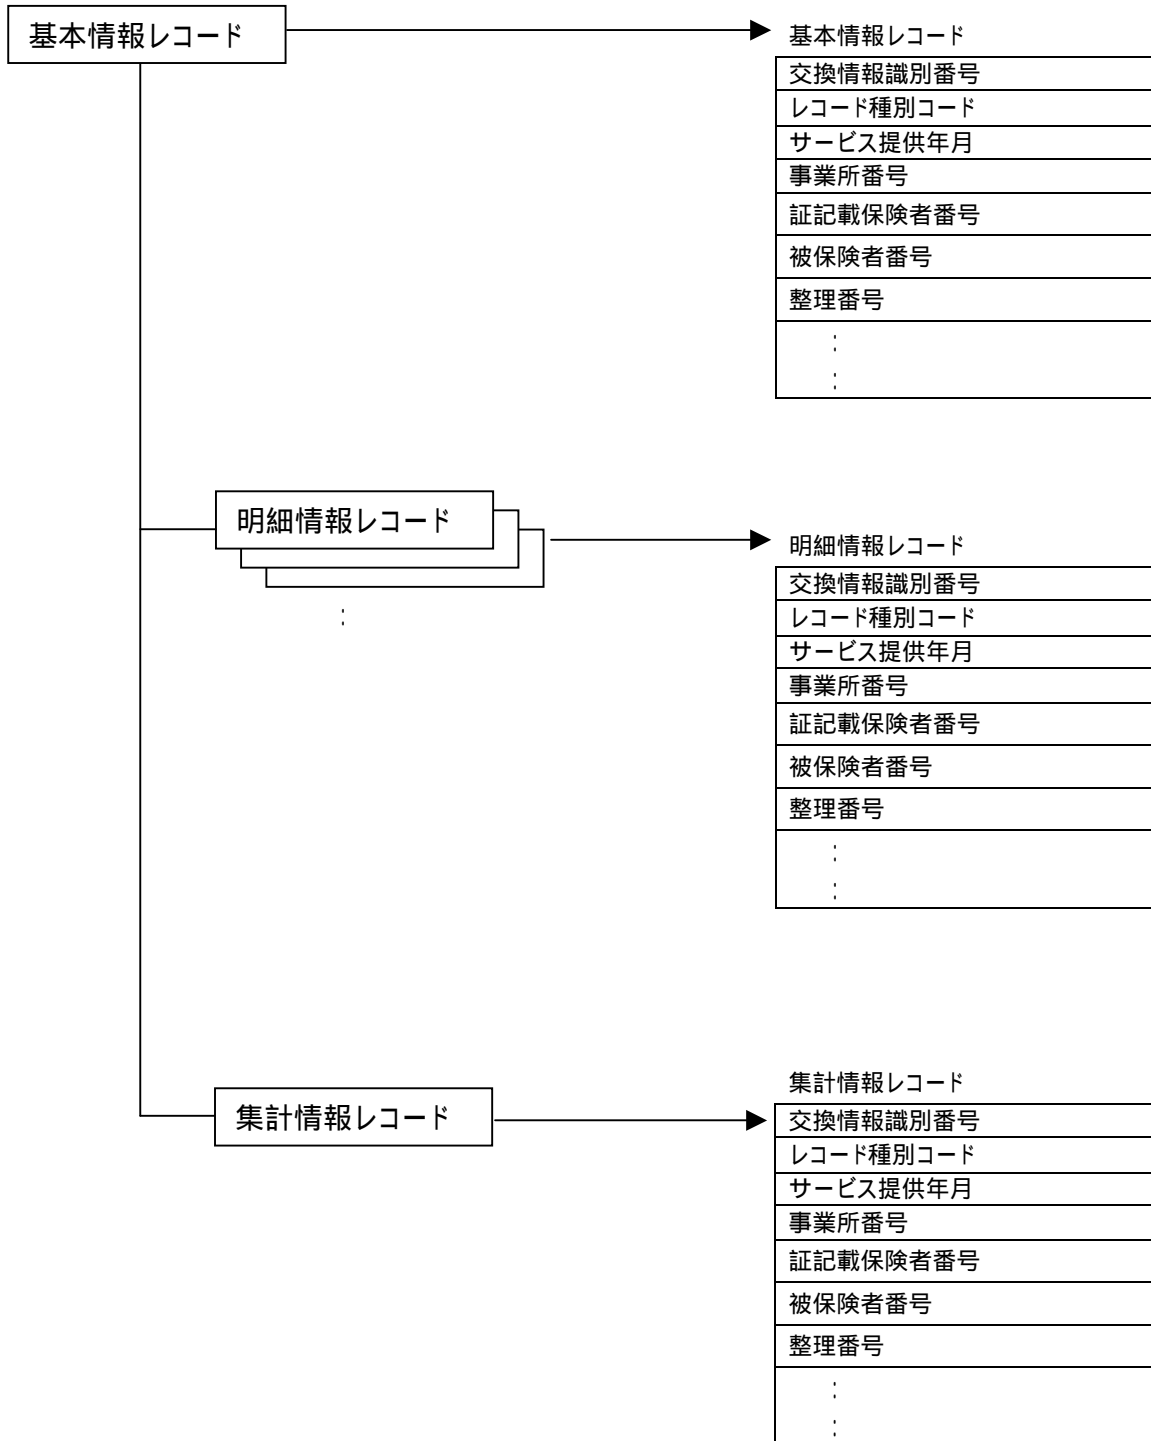 基本情報レコード
基本情報レコード
交換情報識別番号
レコード種別コード
サービス提供年月
事業所番号
証記載保険者番号
被保険者番号
整理番号
:
:
明細情報レコード
:
明細情報レコード
交換情報識別番号
レコード種別コード
サービス提供年月
事業所番号
証記載保険者番号
被保険者番号
整理番号
:
:
集計情報レコード
集計情報レコード
交換情報識別番号
レコード種別コード
サービス提供年月
事業所番号
証記載保険者番号
被保険者番号
整理番号
:
: